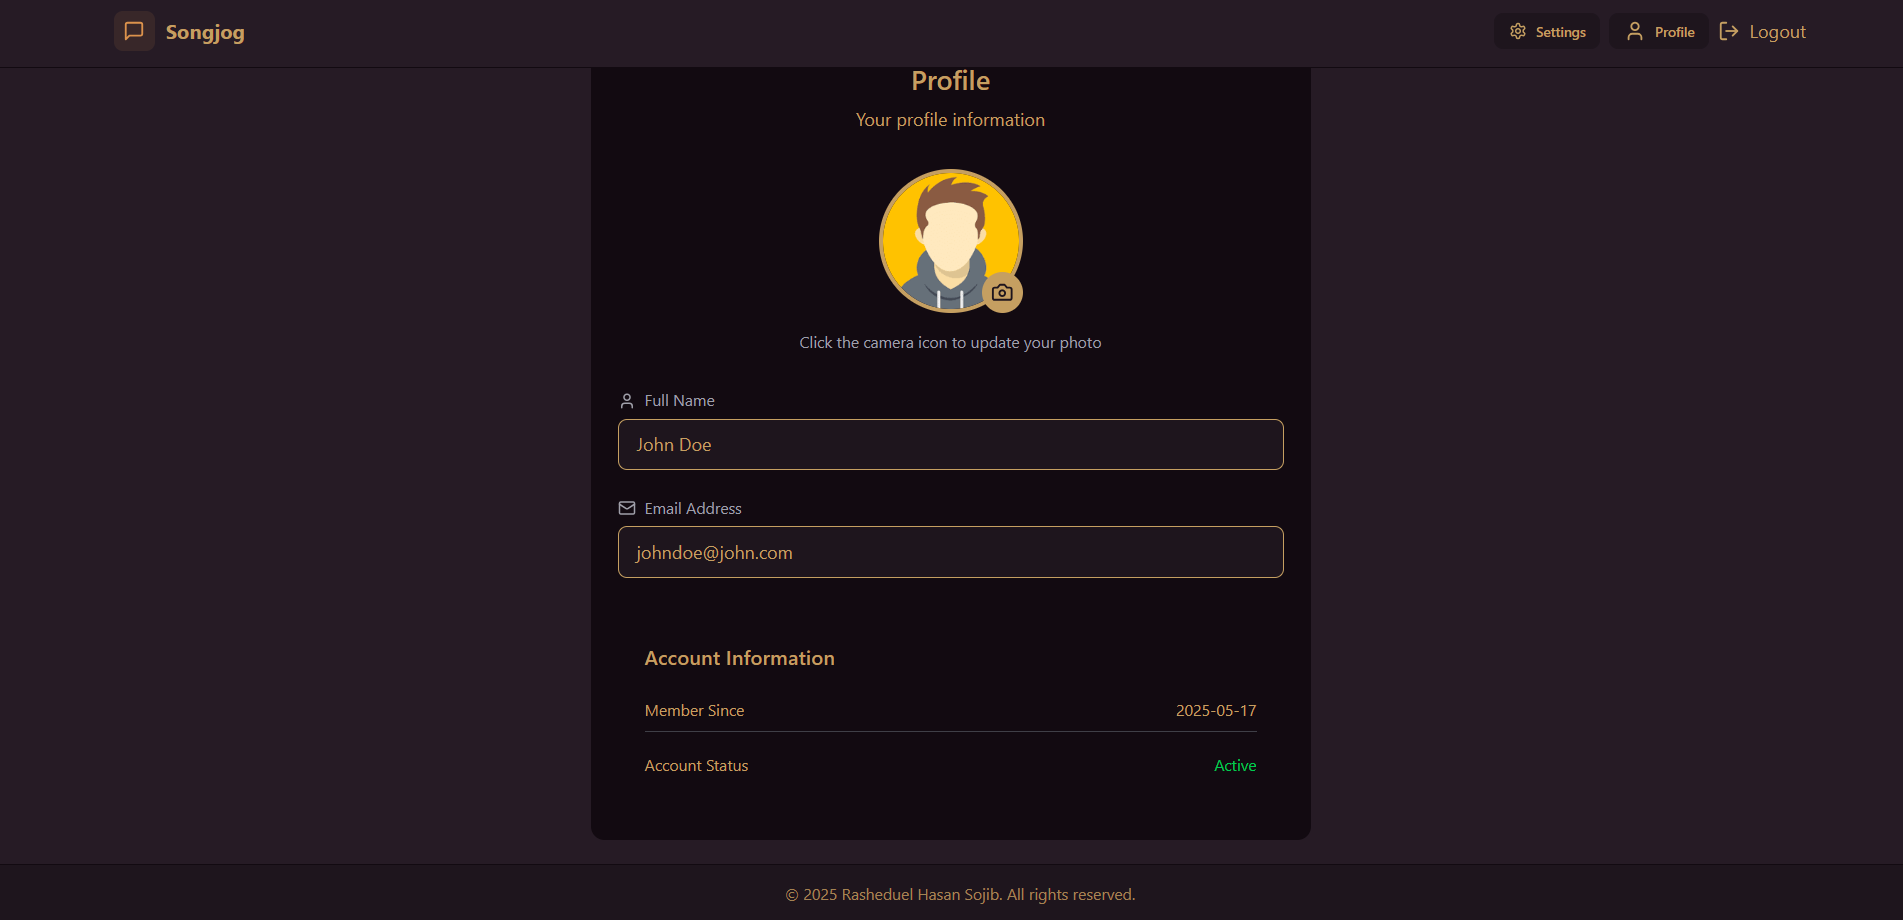 Songjog
Settings
Profile
Logout
Profile
Your profile information
Click the camera icon to update your photo
Full Name
John Doe
Email Address
johndoe@john.com
Account Information
Member Since 2025-05-17
Account Status Active
© 2025 Rasheduel Hasan Sojib. All rights reserved.